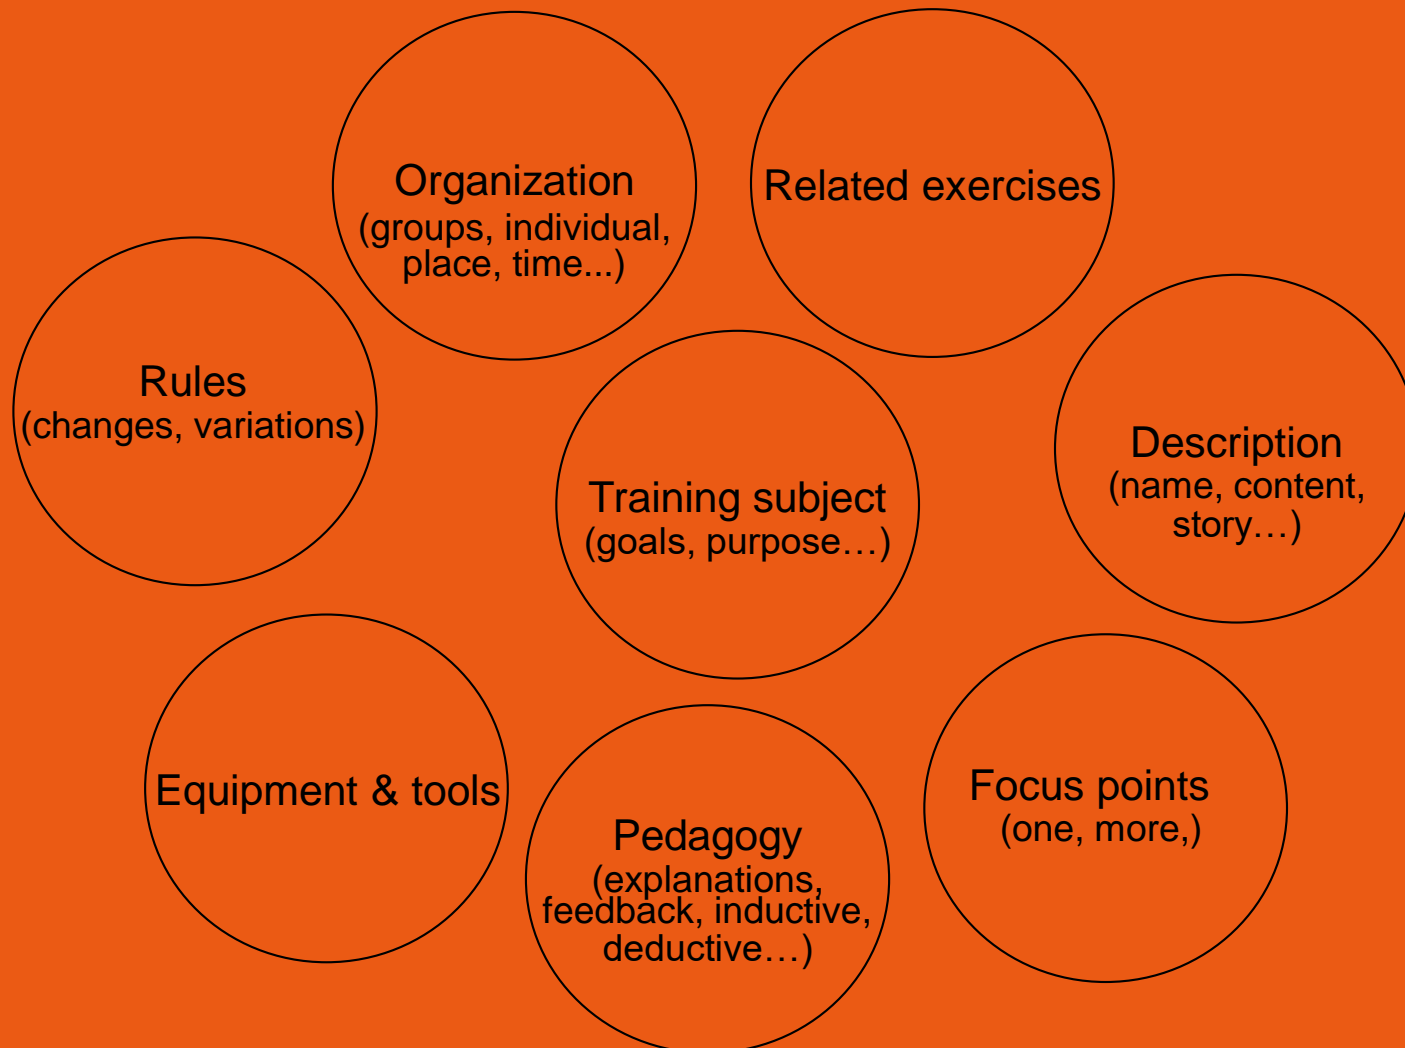 Organization
(groups, individual,
place, time...)
Related exercises
Rules
(changes, variations)
Description
(name, content,
story…)
Training subject
(goals, purpose…)
Equipment & tools
Focus points
(one, more,)
Pedagogy
(explanations,
feedback, inductive,
deductive…)